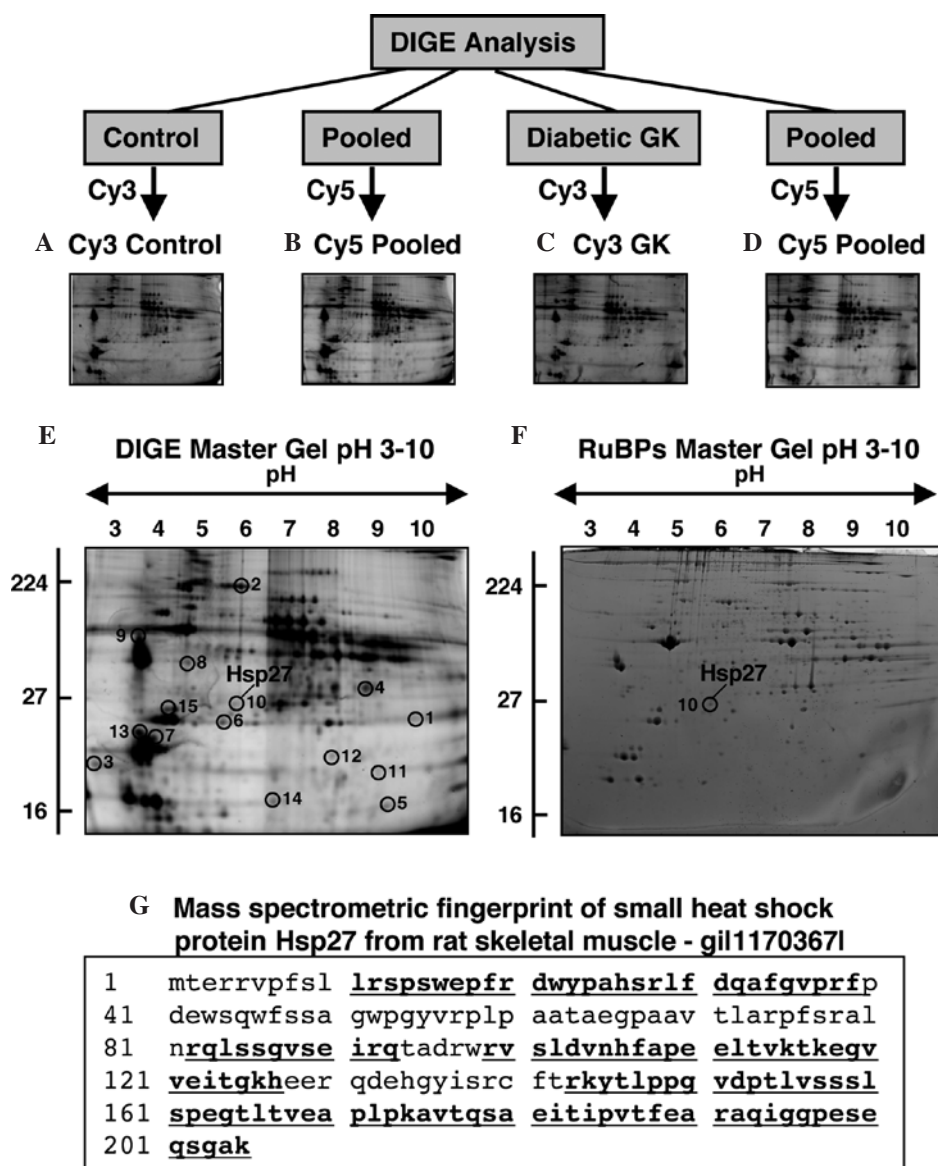 DIGE Analysis
Control Pooled Diabetic GK Pooled
Cy3 Cy5 Cy3 Cy5
A Cy3 Control B Cy5 Pooled C Cy3 GK D Cy5 Pooled
E DIGE Master Gel pH 3-10
pH
3 4 5 6 7 8 9 10
224
27
16
2
9
8
Hsp27
4
15
10
6
1
13
7
3
12
11
14
5
F RuBPs Master Gel pH 3-10
pH
3 4 5 6 7 8 9 10
224
27
16
Hsp27
10
G Mass spectrometric fingerprint of small heat shock
protein Hsp27 from rat skeletal muscle - gil1170367l
1 mterrvpfsl lrspswepfr dwypahsrlf dqafgvprfp
41 dewsqwfssa gwpgyvrplp aataegpaav tlarpfsral
81 nrqlssgvse irqtadrwrv sldvnhfape eltvktkegv
121 veitgkheer qdehgyisrc ftrkytlppg vdptlvsssl
161 spegtltvea plpkavtqsa eitipvtfea raqiggpese
201 qsgak